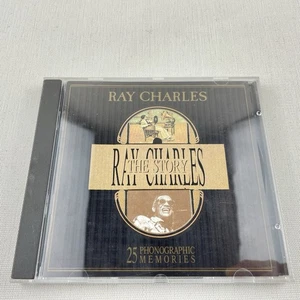 RAY CHARLES
THE STORY
RAY CHARLES
25 PHONOGRAPHIC
MEMORIES